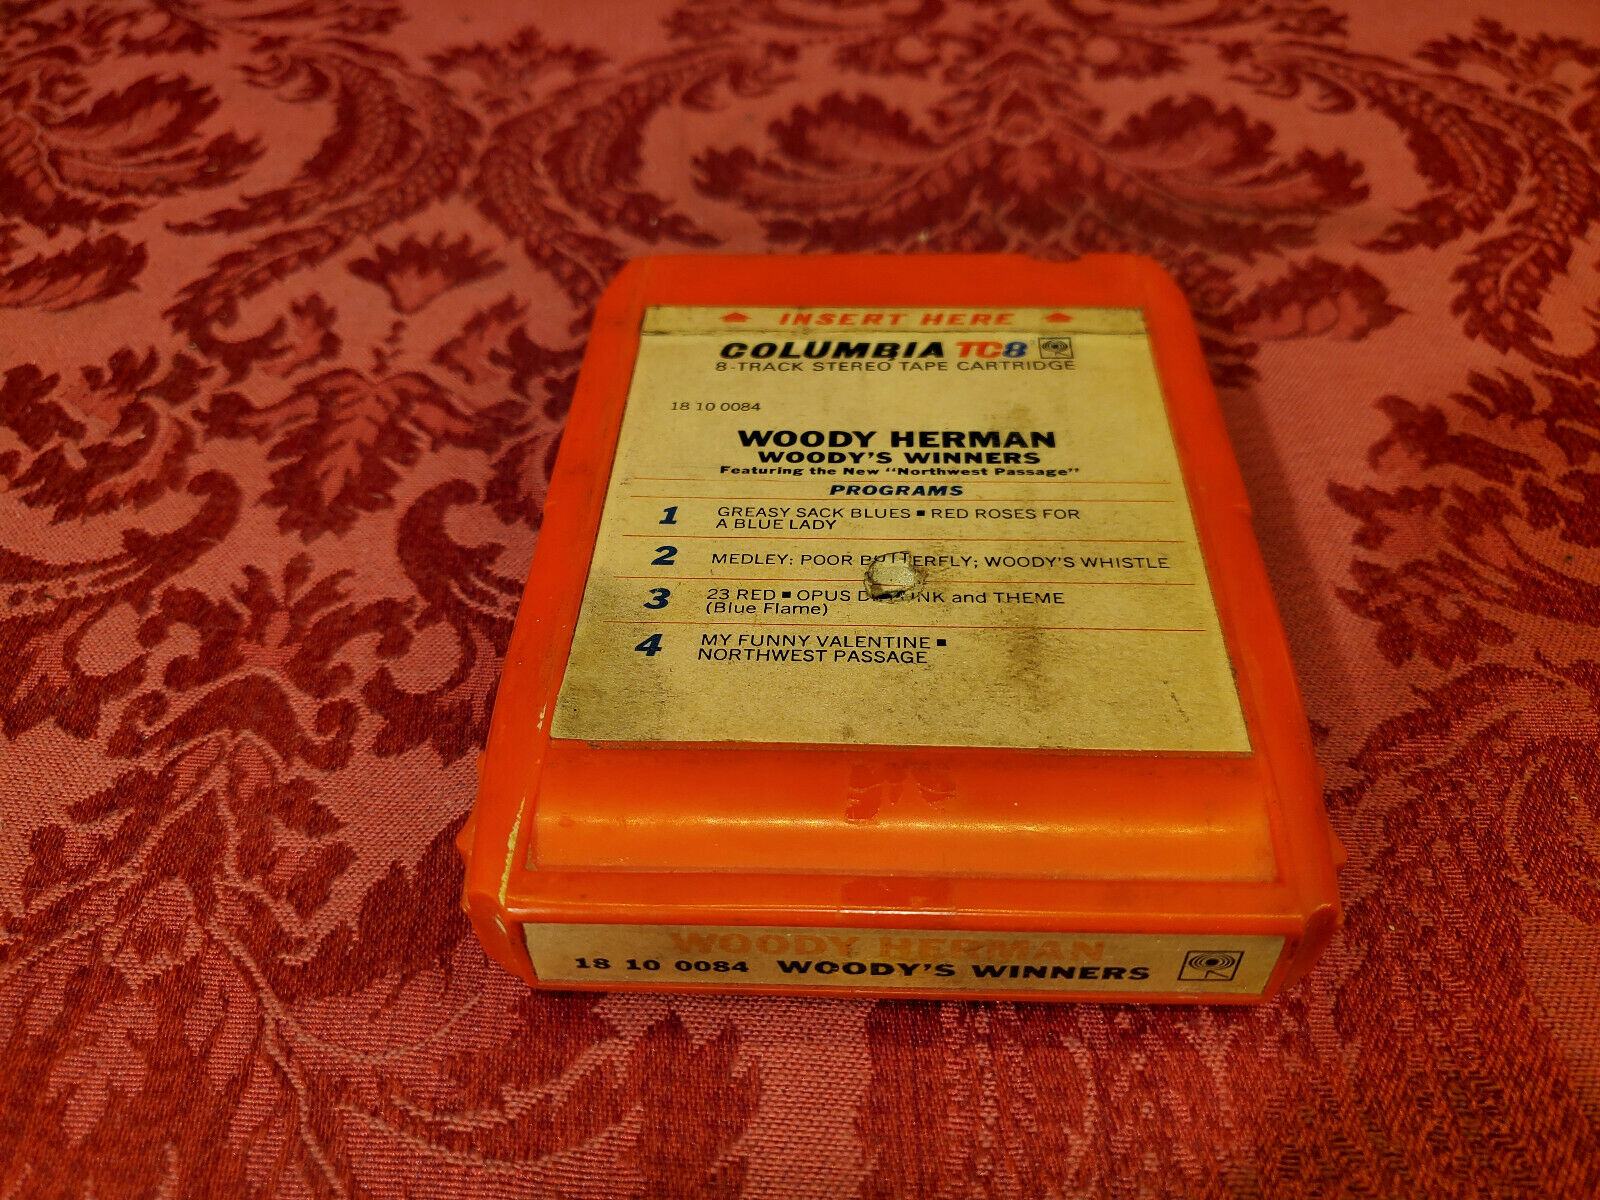 INSERT HERE
COLUMBIA TC8
8-TRACK STEREO TAPE CARTRIDGE
18 10 0084
WOODY HERMAN
WOODY'S WINNERS
Featuring the New "Northwest Passage"
PROGRAMS
1 GREASY SACK BLUES ▪ RED ROSES FOR
A BLUE LADY
2 MEDLEY: POOR BUTTERFLY; WOODY'S WHISTLE
3 23 RED ▪ OPUS and THEME
(Blue Flame)
4 MY FUNNY VALENTINE ▪
NORTHWEST PASSAGE
WOODY HERMAN
18 10 0084 WOODY'S WINNERS